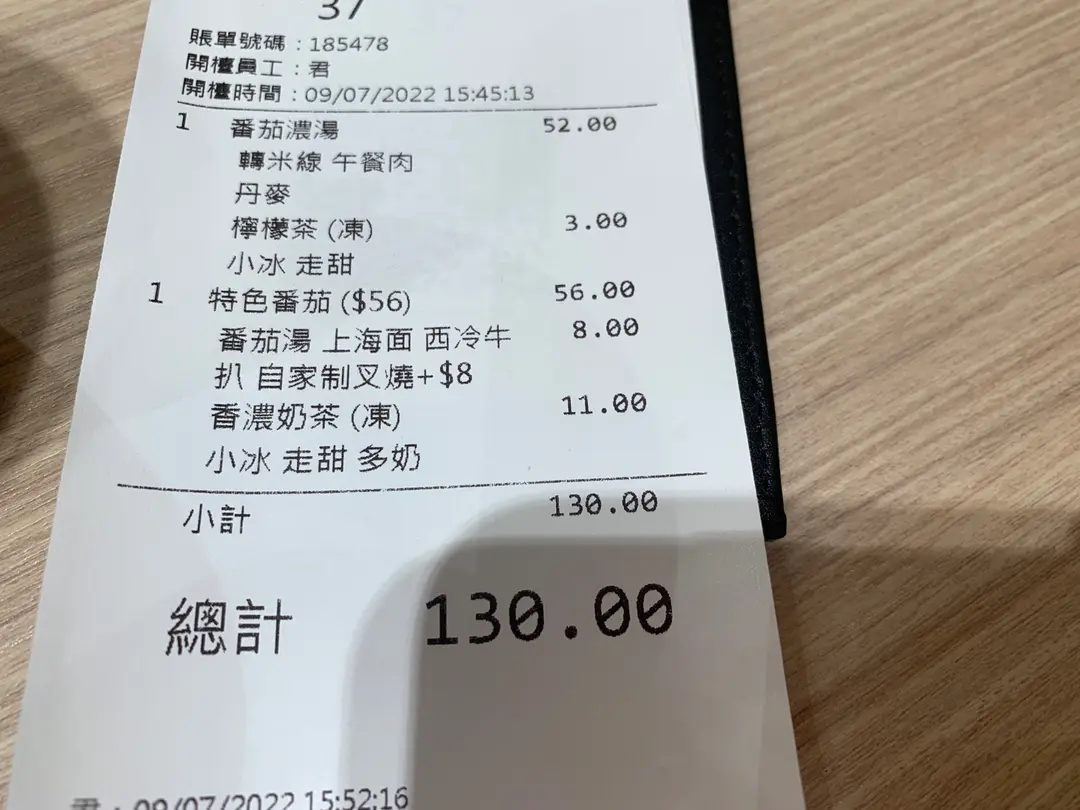 37
賬單號碼：185478
開檯員工：君
開檯時間：09/07/2022 15:45:13
1 番茄濃湯 52.00
轉米線 午餐肉
丹麥
檸檬茶 (凍) 3.00
小冰 走甜
1 特色番茄 ($56) 56.00
番茄湯 上海面 西冷牛 8.00
扒 自家制叉燒+$8
香濃奶茶 (凍) 11.00
小冰 走甜 多奶
小計 130.00
總計 130.00
君：09/07/2022 15:52:16